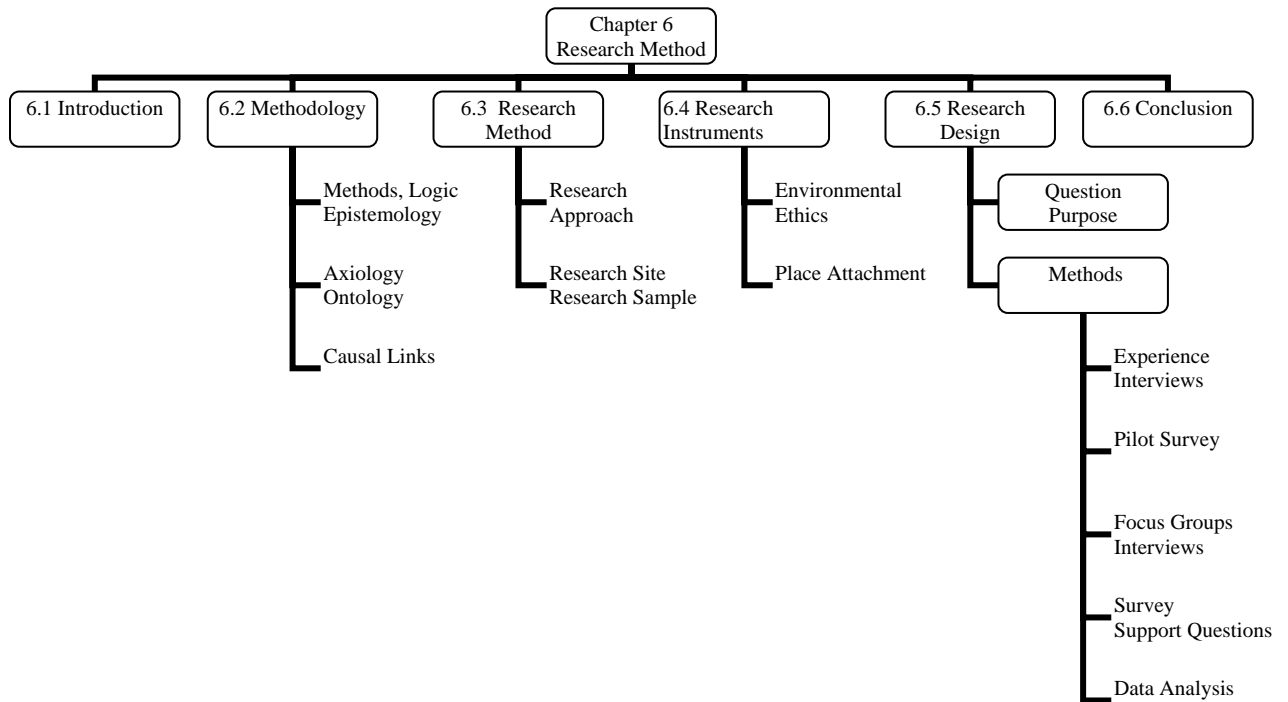 Chapter 6
Research Method
6.1 Introduction
6.2 Methodology
6.3 Research
Method
6.4 Research
Instruments
6.5 Research
Design
6.6 Conclusion
Methods, Logic
Epistemology
Axiology
Ontology
Causal Links
Research
Approach
Research Site
Research Sample
Environmental
Ethics
Place Attachment
Question
Purpose
Methods
Experience
Interviews
Pilot Survey
Focus Groups
Interviews
Survey
Support Questions
Data Analysis